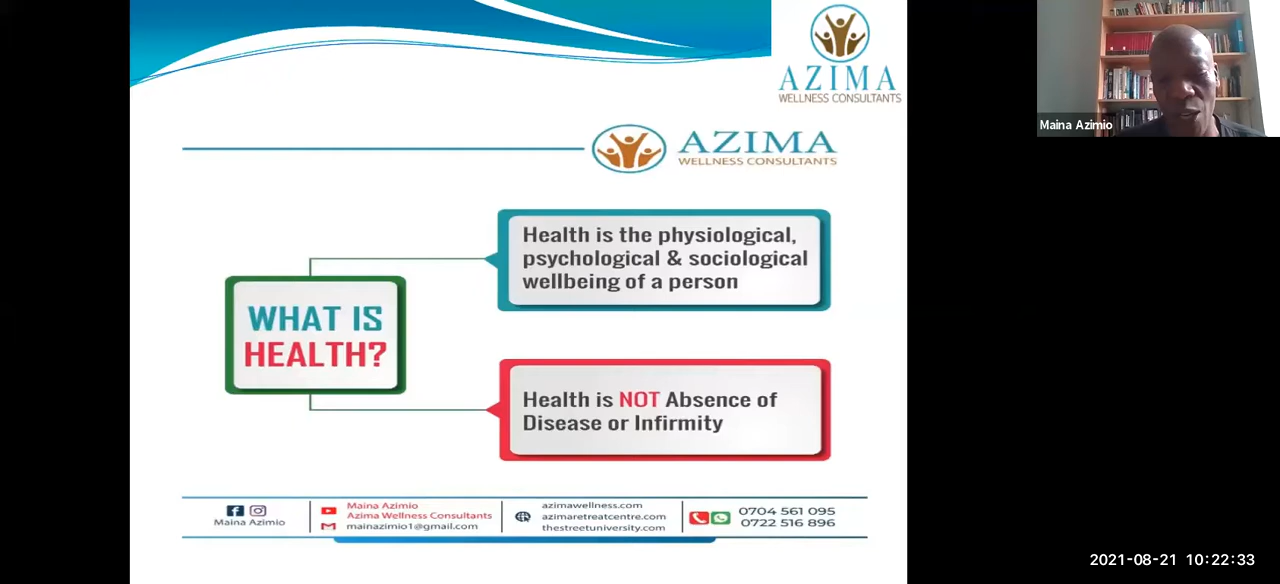 AZIMA
WELLNESS CONSULTANTS
Maina Azimio
AZIMA
WELLNESS CONSULTANTS
WHAT IS
HEALTH?
Health is the physiological,
psychological & sociological
wellbeing of a person
Health is NOT Absence of
Disease or Infirmity
Maina Azimio
Maina Azimio
Azima Wellness Consultants
mainazimio1@gmail.com
azimawellness.com
azimaretreatcentre.com
thestreetuniversity.com
0704 561 095
0722 516 896
2021-08-21 10:22:33